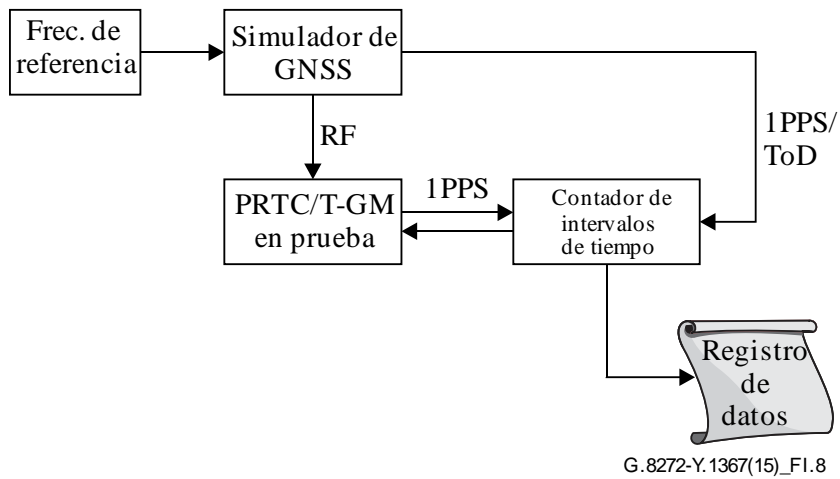 Frec. de
referencia
Simulador de
GNSS
RF
1PPS/
ToD
PRTC/T-GM
en prueba
1PPS
Contador de
intervalos
de tiempo
Registro
de
datos
G.8272-Y.1367(15)_FI.8